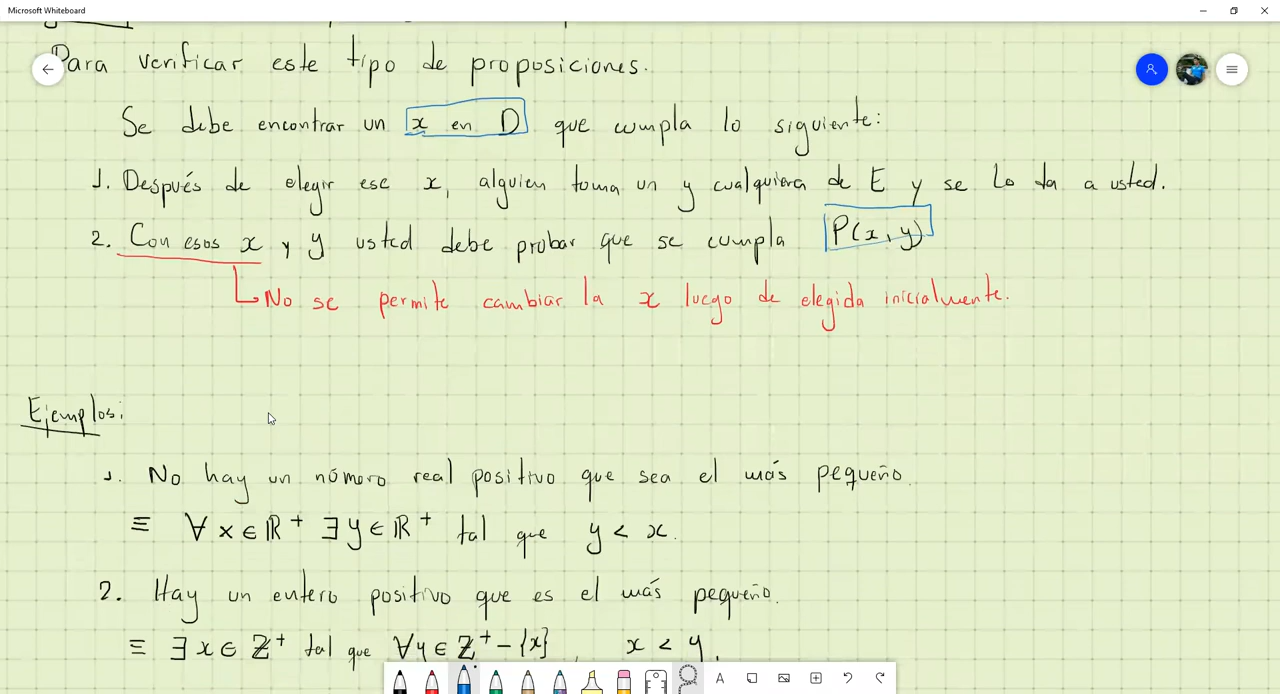 Microsoft Whiteboard
Para verificar este tipo de proposiciones.
Se debe encontrar un x en D que cumpla lo siguiente:
1. Después de elegir ese x, alguien toma un y cualquiera de E y se lo da a usted.
2. Con esos x y y usted debe probar que se cumpla P(x,y)
No se permite cambiar la x luego de elegida inicialmente.
Ejemplos:
1. No hay un número real positivo que sea el más pequeño.
≡ ∀x∈ℝ⁺ ∃y∈ℝ⁺ tal que y < x.
2. Hay un entero positivo que es el más pequeño.
≡ ∃x∈ℤ⁺ tal que ∀y∈ℤ⁺-{x}, x < y.